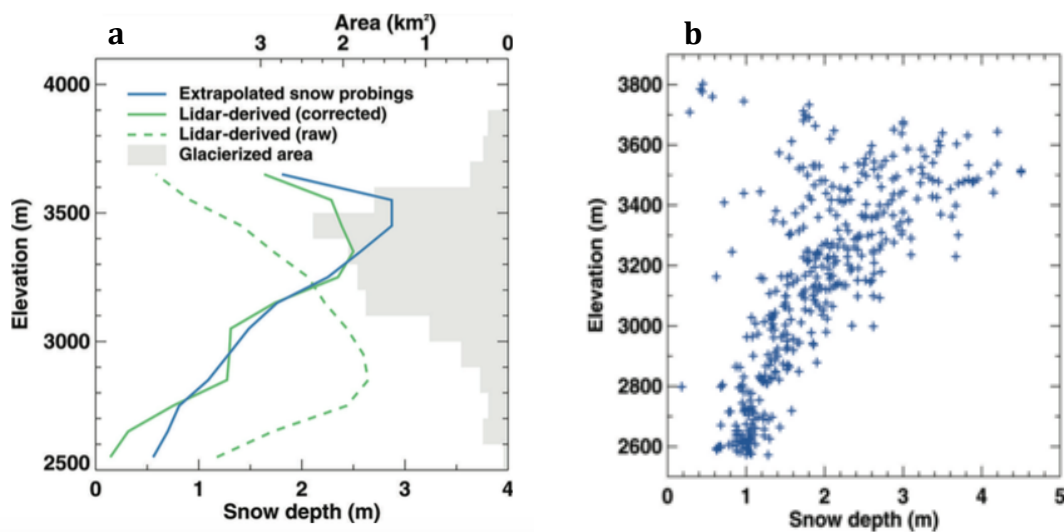 a
Area (km²)
3 2 1 0
4000
3500
3000
2500
Elevation (m)
Extrapolated snow probings
Lidar-derived (corrected)
Lidar-derived (raw)
Glacierized area
0 1 2 3 4
Snow depth (m)
b
3800
3600
3400
3200
3000
2800
2600
Elevation (m)
0 1 2 3 4 5
Snow depth (m)